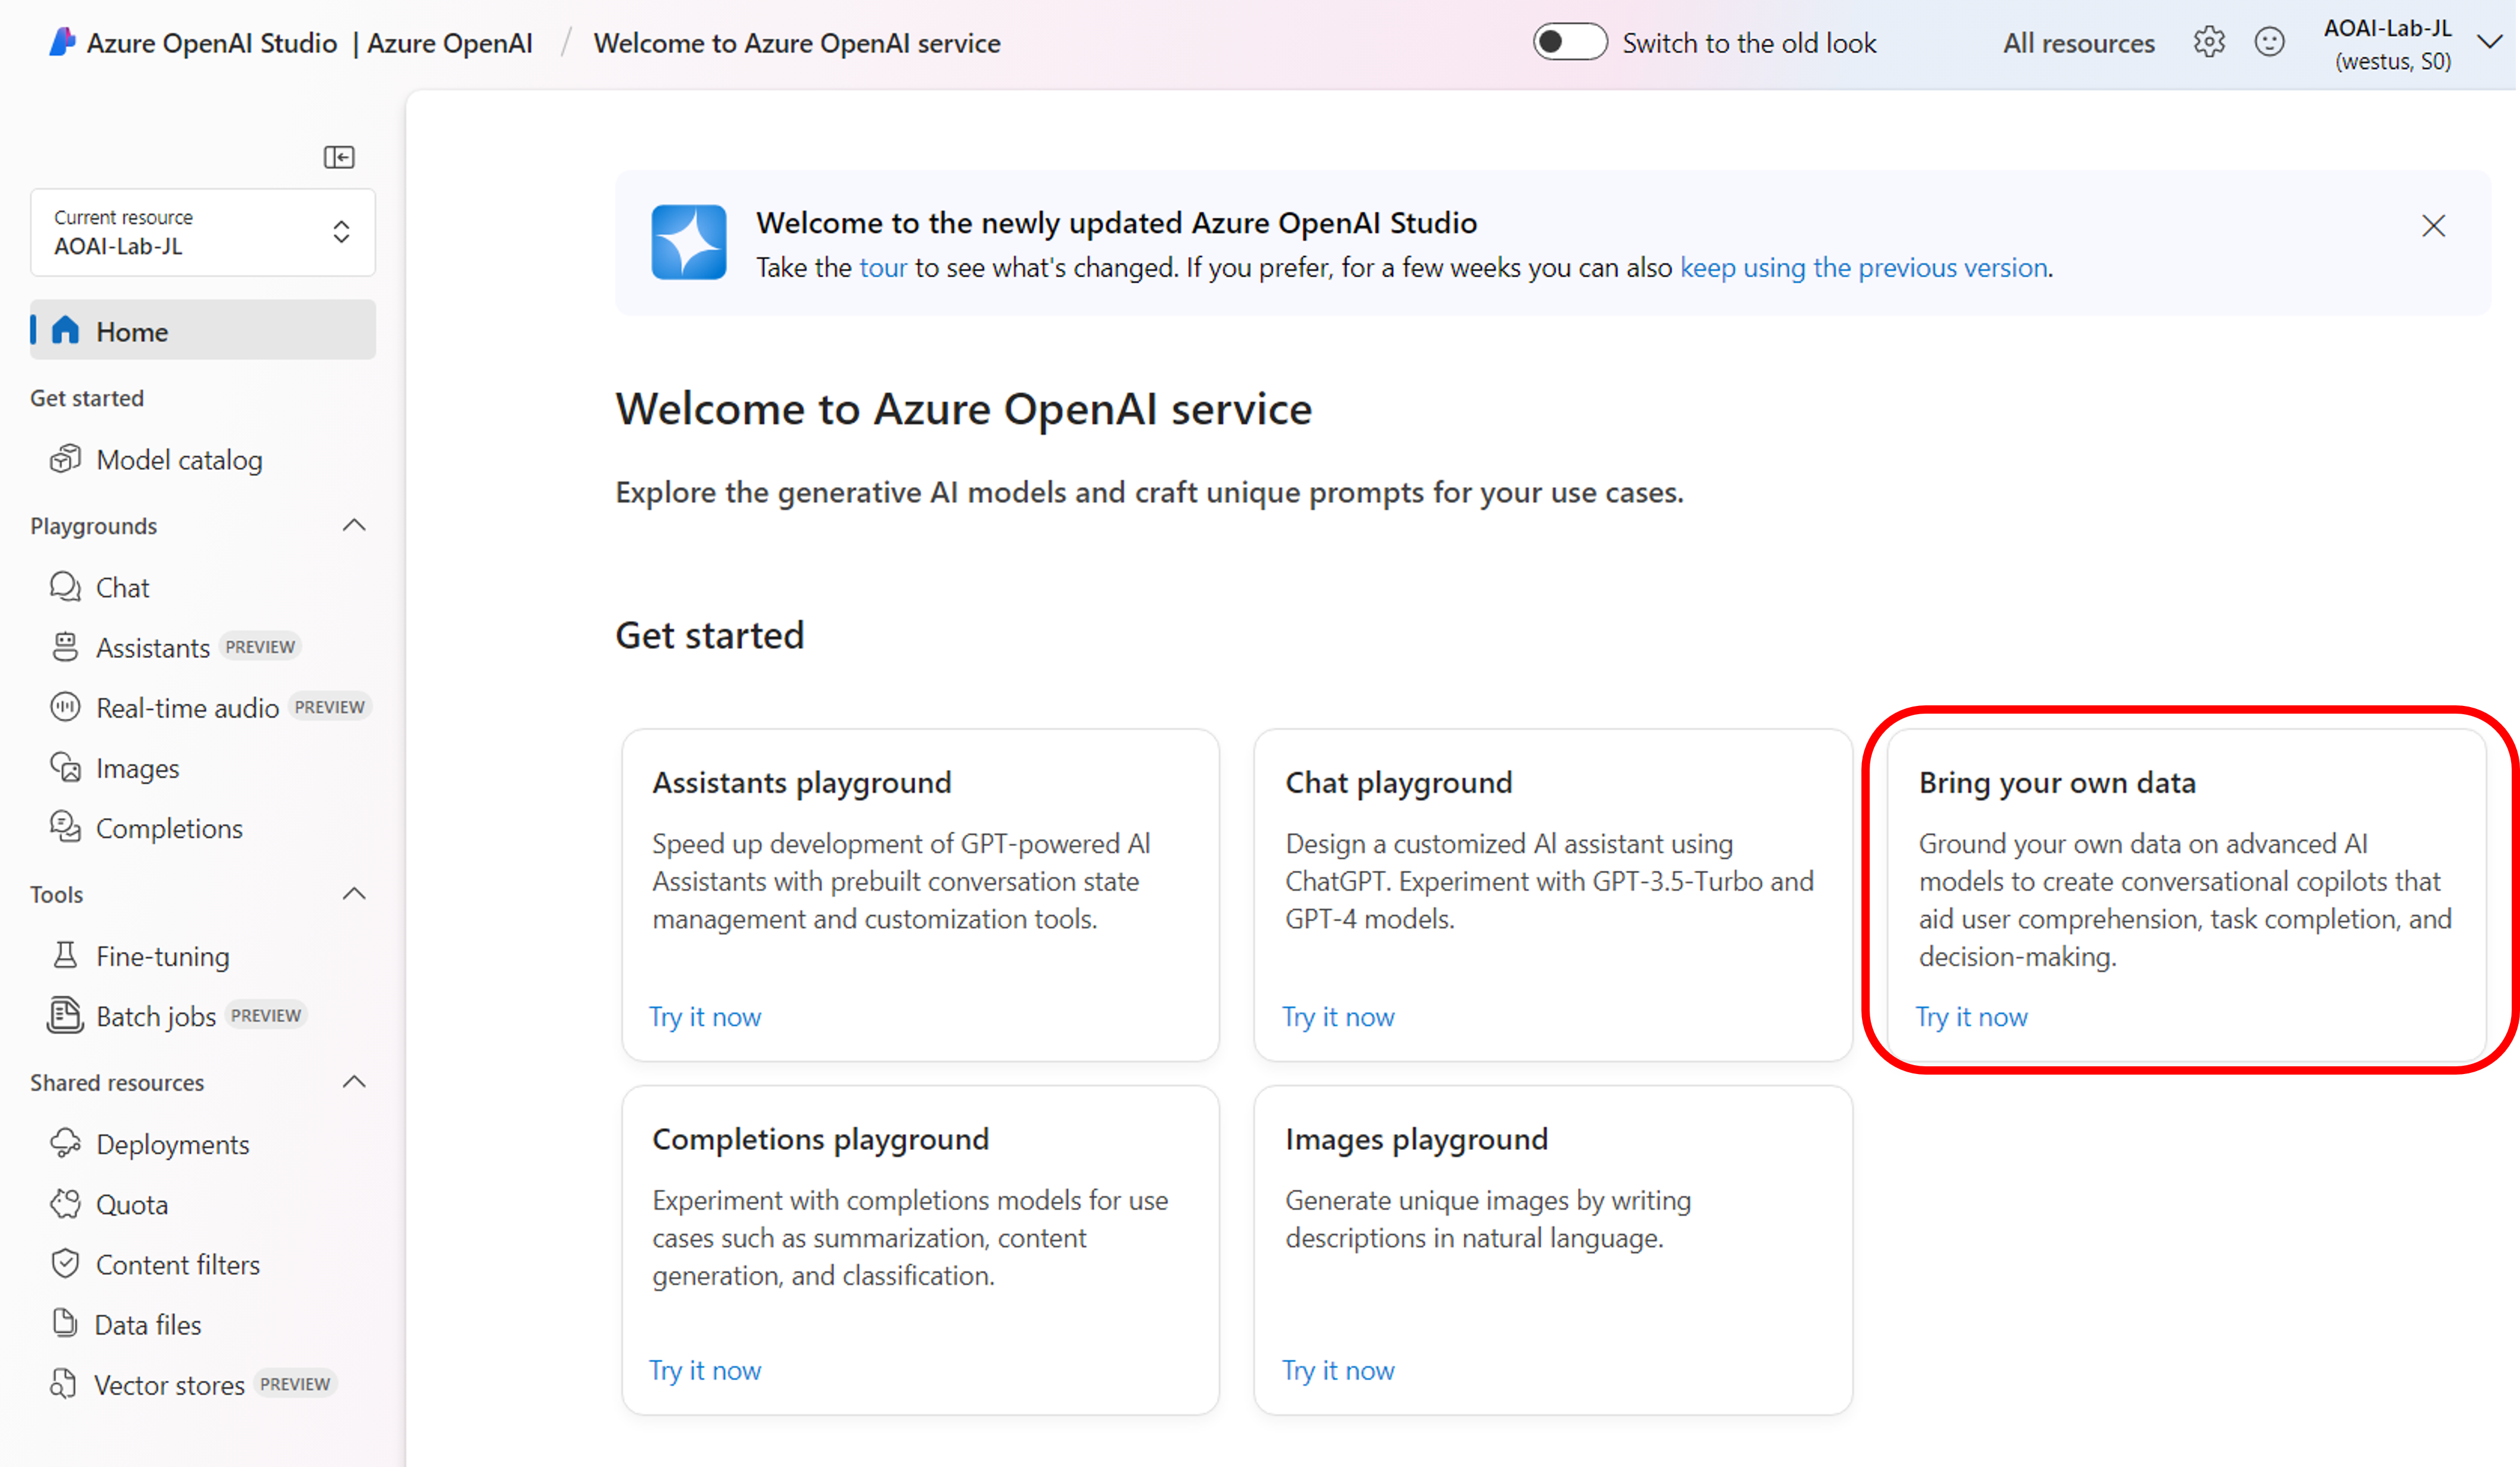 Azure OpenAI Studio | Azure OpenAI / Welcome to Azure OpenAI service
Switch to the old look
All resources
AOAI-Lab-JL
(westus, S0)
Current resource
AOAI-Lab-JL
Home
Get started
Model catalog
Playgrounds
Chat
Assistants PREVIEW
Real-time audio PREVIEW
Images
Completions
Tools
Fine-tuning
Batch jobs PREVIEW
Shared resources
Deployments
Quota
Content filters
Data files
Vector stores PREVIEW
Welcome to the newly updated Azure OpenAI Studio
Take the tour to see what's changed. If you prefer, for a few weeks you can also keep using the previous version.
Welcome to Azure OpenAI service
Explore the generative AI models and craft unique prompts for your use cases.
Get started
Assistants playground
Speed up development of GPT-powered AI
Assistants with prebuilt conversation state
management and customization tools.
Try it now
Chat playground
Design a customized AI assistant using
ChatGPT. Experiment with GPT-3.5-Turbo and
GPT-4 models.
Try it now
Bring your own data
Ground your own data on advanced AI
models to create conversational copilots that
aid user comprehension, task completion, and
decision-making.
Try it now
Completions playground
Experiment with completions models for use
cases such as summarization, content
generation, and classification.
Try it now
Images playground
Generate unique images by writing
descriptions in natural language.
Try it now